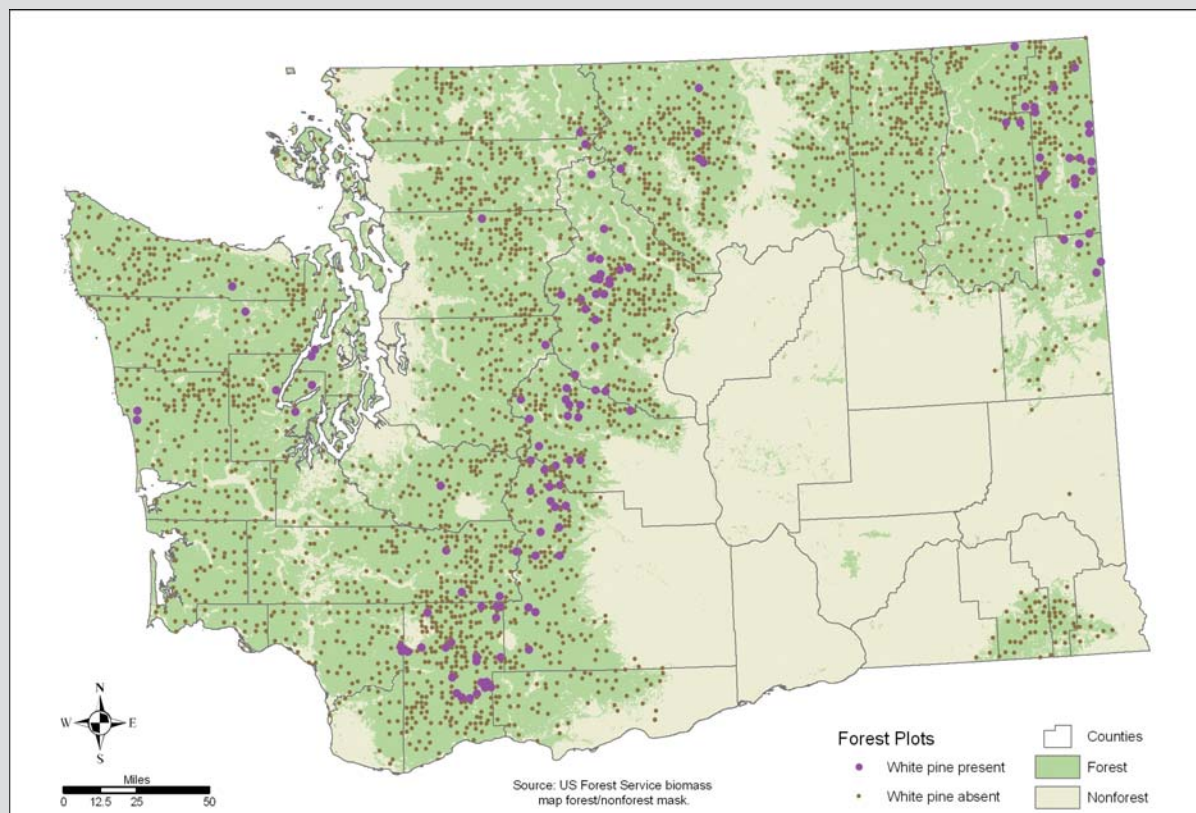 N
W E
S
Miles
0 12.5 25 50
Source: US Forest Service biomass
map forest/nonforest mask.
Forest Plots
White pine present
White pine absent
Counties
Forest
Nonforest